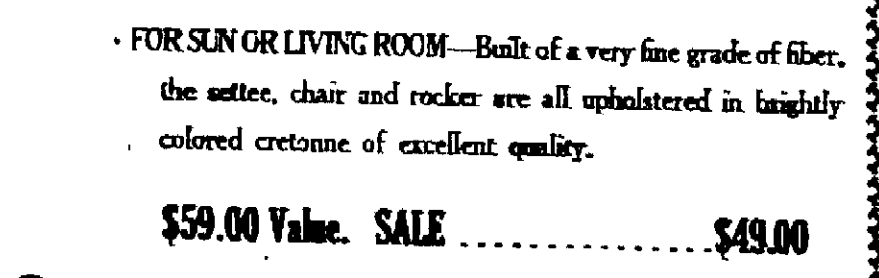 FOR SUN OR LIVING ROOM—Built of a very fine grade of fiber,
the settee, chair and rocker are all upholstered in brightly
colored cretonne of excellent quality.
$59.00 Value. SALE ................$49.00